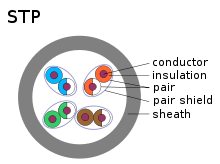 STP
conductor
insulation
pair
pair shield
sheath